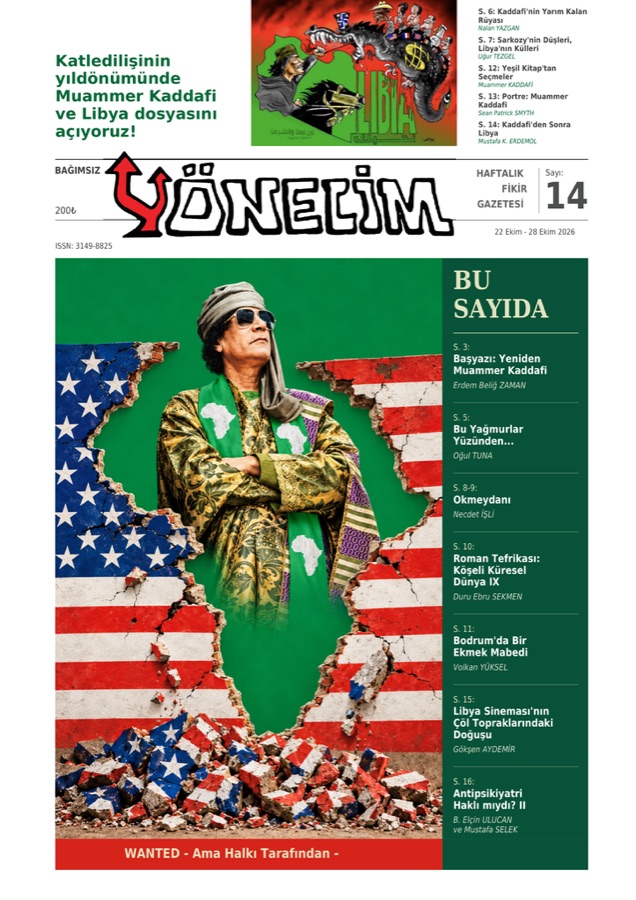 Katledilişinin
yıldönümünde
Muammer Kaddafi
ve Libya dosyasını
açıyoruz!
LIBYA
S. 6: Kaddafi'nin Yarım Kalan
Rüyası
Nalan YAZGAN
S. 7: Sarkozy'nin Düşleri,
Libya'nın Külleri
Uğur TEZGEL
S. 12: Yeşil Kitap'tan
Seçmeler
Muammer KADDAFİ
S. 13: Portre: Muammer
Kaddafi
Sean Patrick SMYTH
S. 14: Kaddafi'den Sonra
Libya
Mustafa K. ERDEMOL
BAĞIMSIZ
YÖNELİM
200₺
ISSN: 3149-8825
HAFTALIK
FİKİR
GAZETESİ
Sayı:
14
22 Ekim - 28 Ekim 2026
BU
SAYIDA
S. 3:
Başyazı: Yeniden
Muammer Kaddafi
Erdem Beliğ ZAMAN
S. 5:
Bu Yağmurlar
Yüzünden...
Oğul TUNA
S. 8-9:
Okmeydanı
Necdet İŞLİ
S. 10:
Roman Tefrikası:
Köşeli Küresel
Dünya IX
Duru Ebru SEKMEN
S. 11:
Bodrum'da Bir
Ekmek Mabedi
Volkan YÜKSEL
S. 15:
Libya Sineması'nın
Çöl Topraklarındaki
Doğuşu
Gökşen AYDEMİR
S. 16:
Antipsikiyatri
Haklı mıydı? II
B. Elçin ULUCAN
ve Mustafa SELEK
WANTED - Ama Halkı Tarafından -